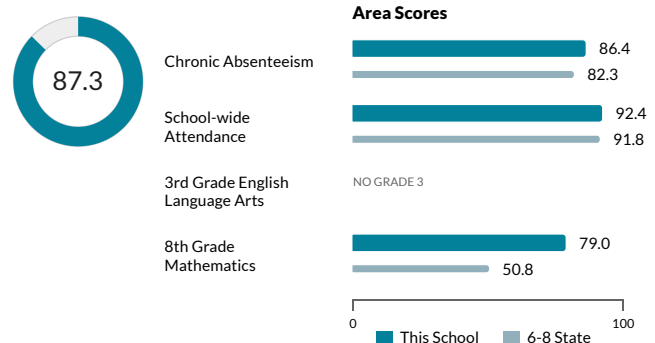 Area Scores
87.3
Chronic Absenteeism
86.4
82.3
School-wide
Attendance
92.4
91.8
3rd Grade English
Language Arts
NO GRADE 3
8th Grade
Mathematics
79.0
50.8
0
100
This School
6-8 State